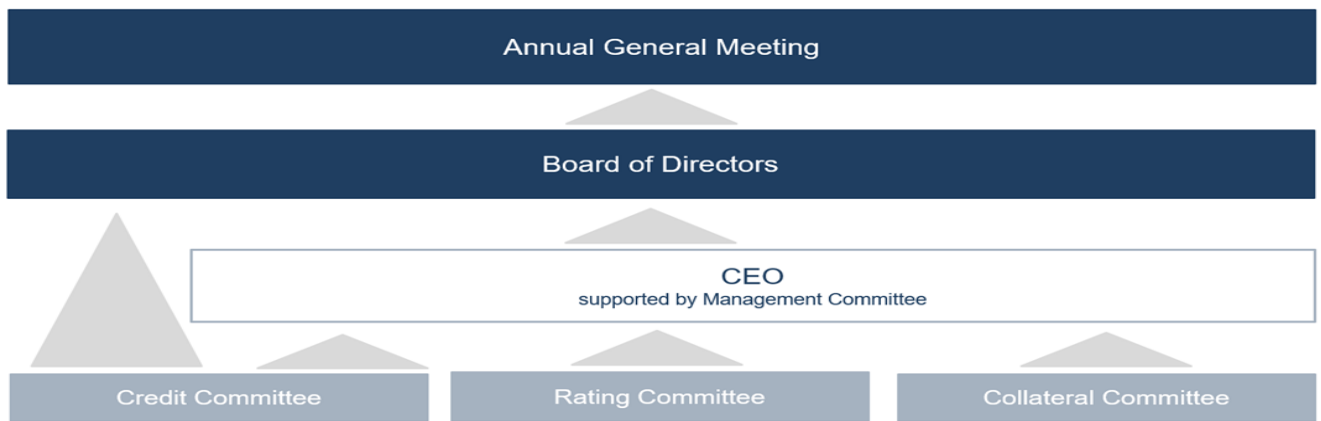 Annual General Meeting
Board of Directors
CEO
supported by Management Committee
Credit Committee
Rating Committee
Collateral Committee